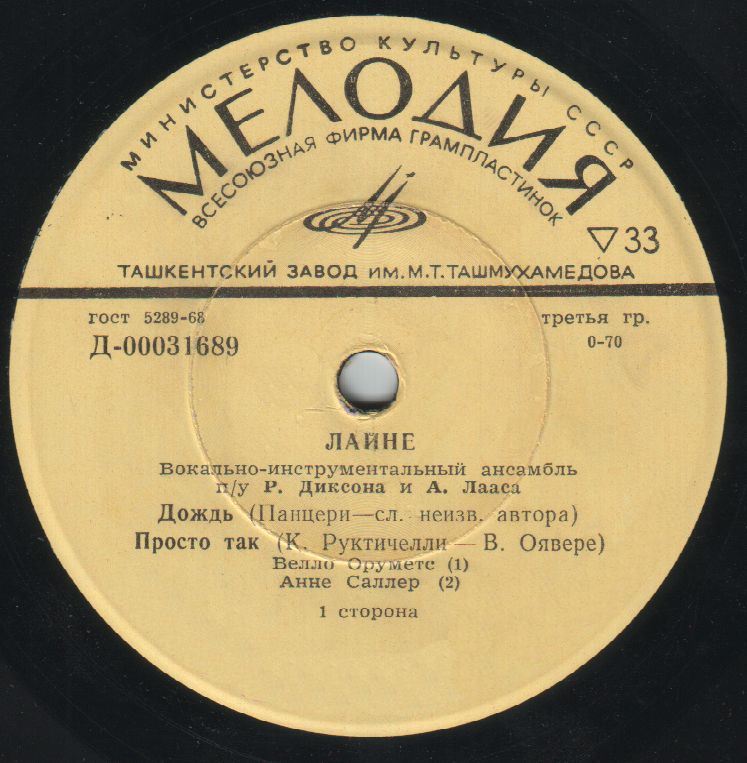 МИНИСТЕРСТВО КУЛЬТУРЫ СССР
МЕЛОДИЯ
ВСЕСОЮЗНАЯ ФИРМА ГРАМПЛАСТИНОК
▽33
ТАШКЕНТСКИЙ ЗАВОД ИМ. М.Т. ТАШМУХАМЕДОВА
гост 5289-68 третья гр.
Д-00031689 0-70
ЛАЙНЕ
Вокально-инструментальный ансамбль
п/у Р. Диксона и А. Лааса
Дождь (Панцери—сл. неизв. автора)
Просто так (К. Руктичелли — В. Оявере)
Велло Оруметс (1)
Анне Саллер (2)
1 сторона